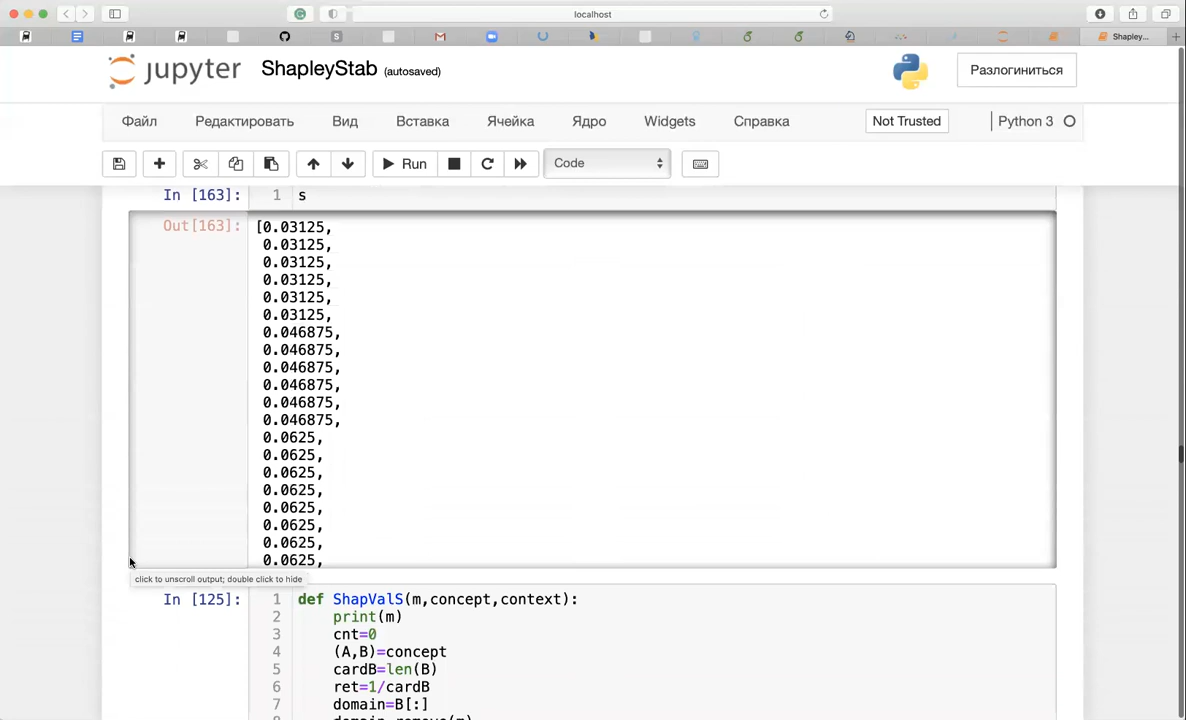 localhost
Shapley...
jupyter ShapleyStab (autosaved)
Разлогиниться
Файл Редактировать Вид Вставка Ячейка Ядро Widgets Справка Not Trusted Python 3
Run Code
In [163]: 1 s
Out[163]: [0.03125,
0.03125,
0.03125,
0.03125,
0.03125,
0.03125,
0.046875,
0.046875,
0.046875,
0.046875,
0.046875,
0.046875,
0.0625,
0.0625,
0.0625,
0.0625,
0.0625,
0.0625,
0.0625,
0.0625,
click to unscroll output; double click to hide
In [125]: 1 def ShapValS(m,concept,context):
2 print(m)
3 cnt=0
4 (A,B)=concept
5 cardB=len(B)
6 ret=1/cardB
7 domain=B[:]
8 domain.remove(m)